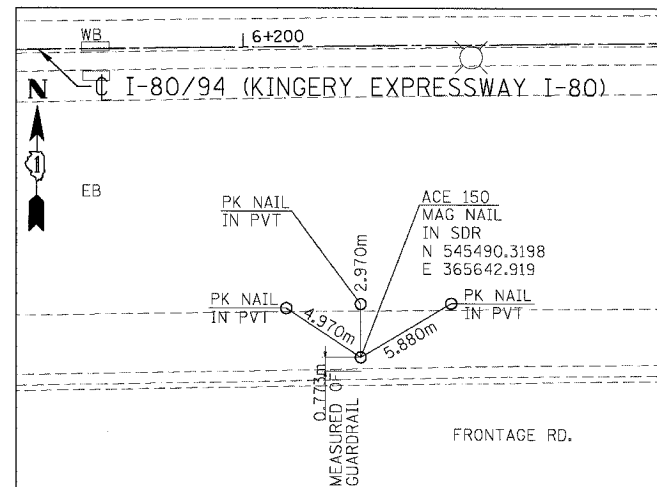 WB
6+200
℄ I-80/94 (KINGERY EXPRESSWAY I-80)
N
1
EB
PK NAIL
IN PVT
2.970m
ACE 150
MAG NAIL
IN SDR
N 545490.3198
E 365642.919
PK NAIL
IN PVT
4.970m
5.880m
PK NAIL
IN PVT
0.773m
MEASURED OF
GUARDRAIL
FRONTAGE RD.